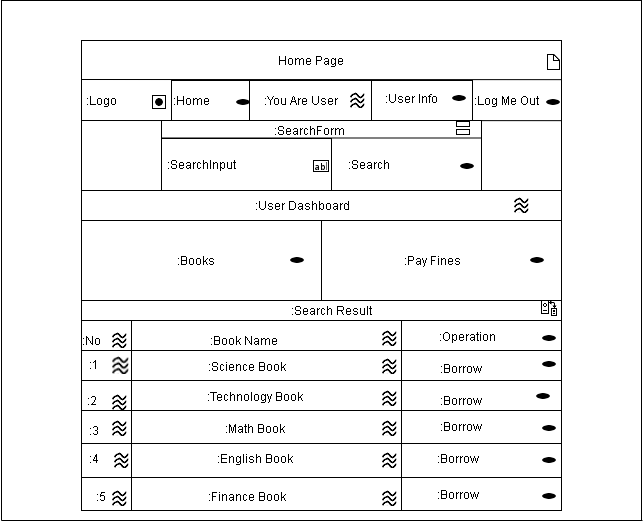 Home Page
:Logo :Home :You Are User :User Info :Log Me Out
:SearchForm
:SearchInput abl :Search
:User Dashboard
:Books :Pay Fines
:Search Result
:No :Book Name :Operation
:1 :Science Book :Borrow
:2 :Technology Book :Borrow
:3 :Math Book :Borrow
:4 :English Book :Borrow
:5 :Finance Book :Borrow